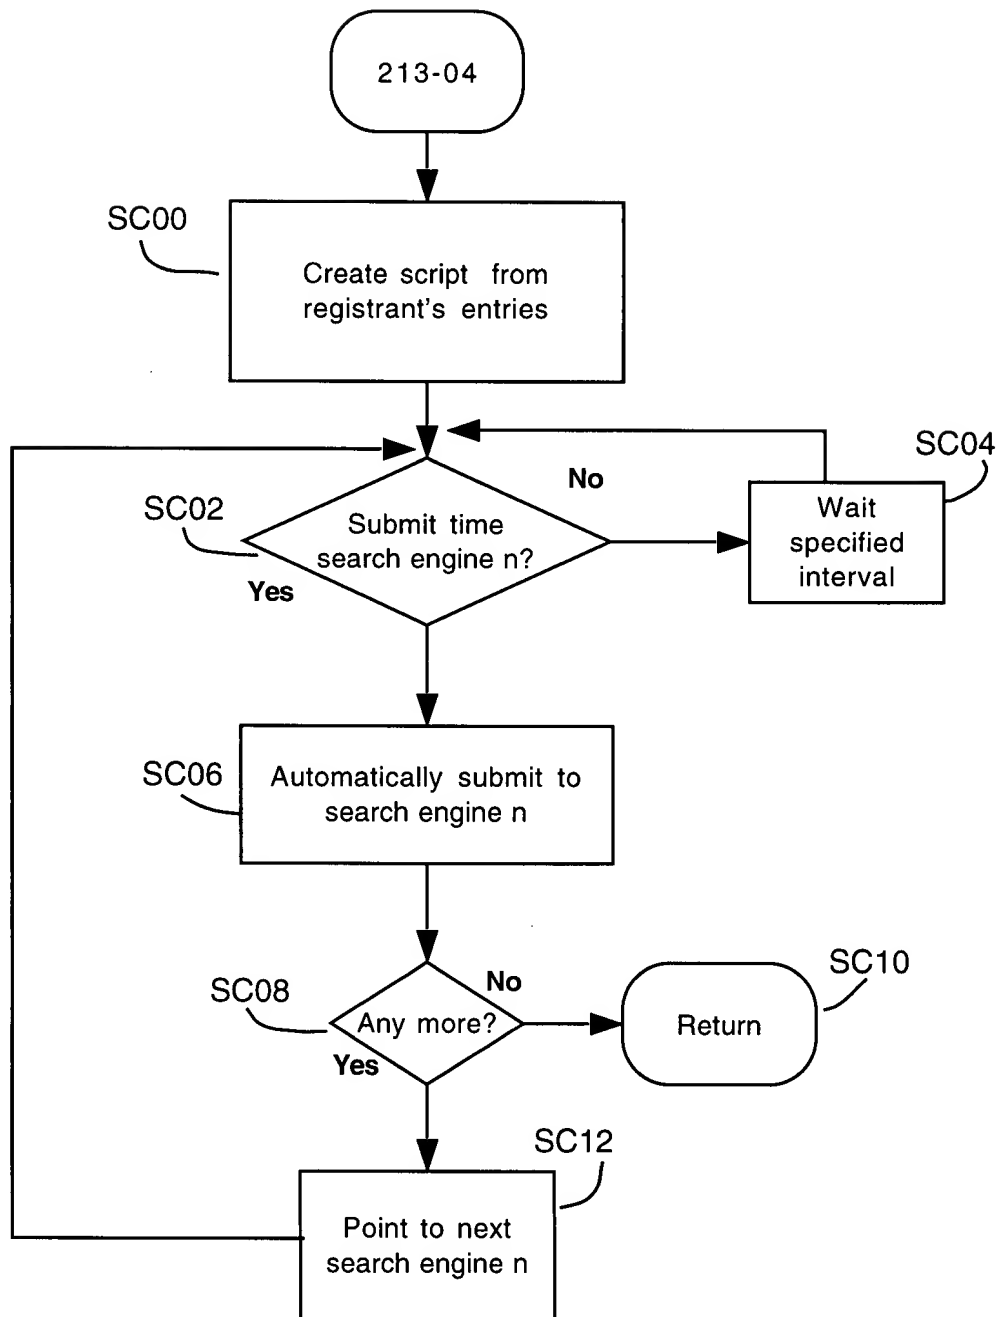 213-04
SC00
Create script from
registrant's entries
SC04
No
Wait
specified
interval
SC02
Submit time
search engine n?
Yes
SC06
Automatically submit to
search engine n
SC10
No
SC08
Any more?
Return
Yes
SC12
Point to next
search engine n